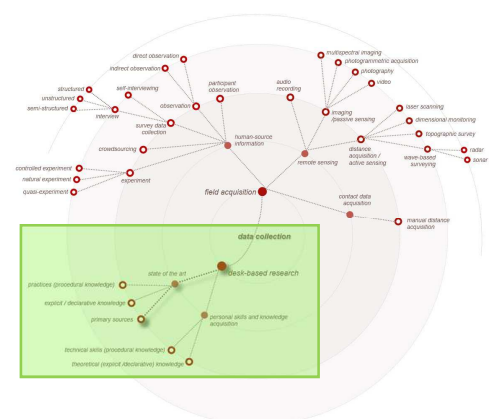 multispectral imaging
photogrammetric acquisition
photography
video
direct observation
indirect observation
participant
observation
audio
recording
structured
unstructured
semi-structured
self-interviewing
observation
interview
survey data
collection
imaging
/passive sensing
laser scanning
dimensional monitoring
topographic survey
radar
sonar
wave-based
surveying
distance
acquisition /
active sensing
human-source
information
remote sensing
crowdsourcing
controlled experiment
natural experiment
quasi-experiment
experiment
field acquisition
contact data
acquisition
manual distance
acquisition
data collection
state of the art
desk-based research
practices (procedural knowledge)
explicit / declarative knowledge
primary sources
personal skills and knowledge
acquisition
technical skills (procedural knowledge)
theoretical (explicit /declarative) knowledge